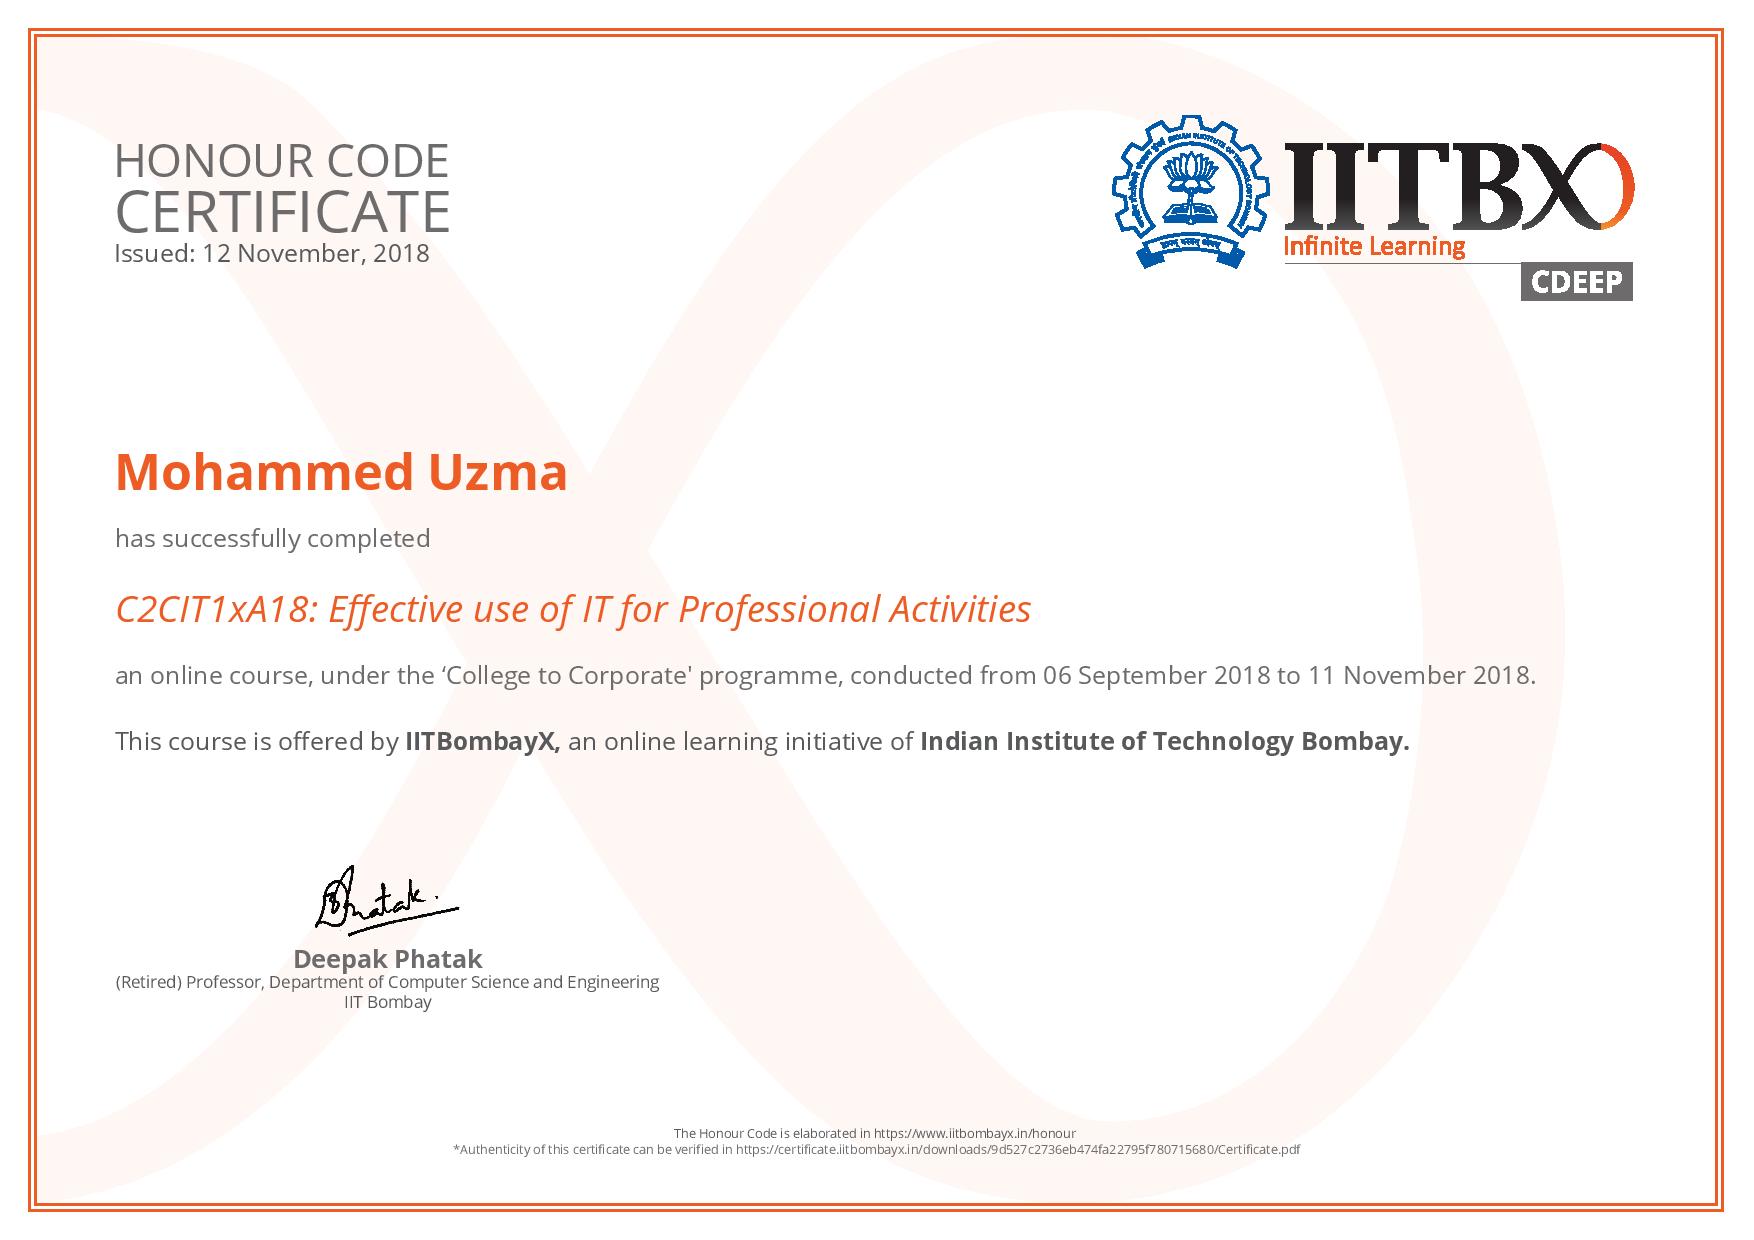 HONOUR CODE
CERTIFICATE
Issued: 12 November, 2018
IITBX
Infinite Learning
CDEEP
Mohammed Uzma
has successfully completed
C2CIT1xA18: Effective use of IT for Professional Activities
an online course, under the ‘College to Corporate' programme, conducted from 06 September 2018 to 11 November 2018.
This course is offered by IITBombayX, an online learning initiative of Indian Institute of Technology Bombay.
Deepak Phatak
(Retired) Professor, Department of Computer Science and Engineering
IIT Bombay
The Honour Code is elaborated in https://www.iitbombayx.in/honour
*Authenticity of this certificate can be verified in https://certificate.iitbombayx.in/downloads/9d527c2736eb474fa22795f780715680/Certificate.pdf